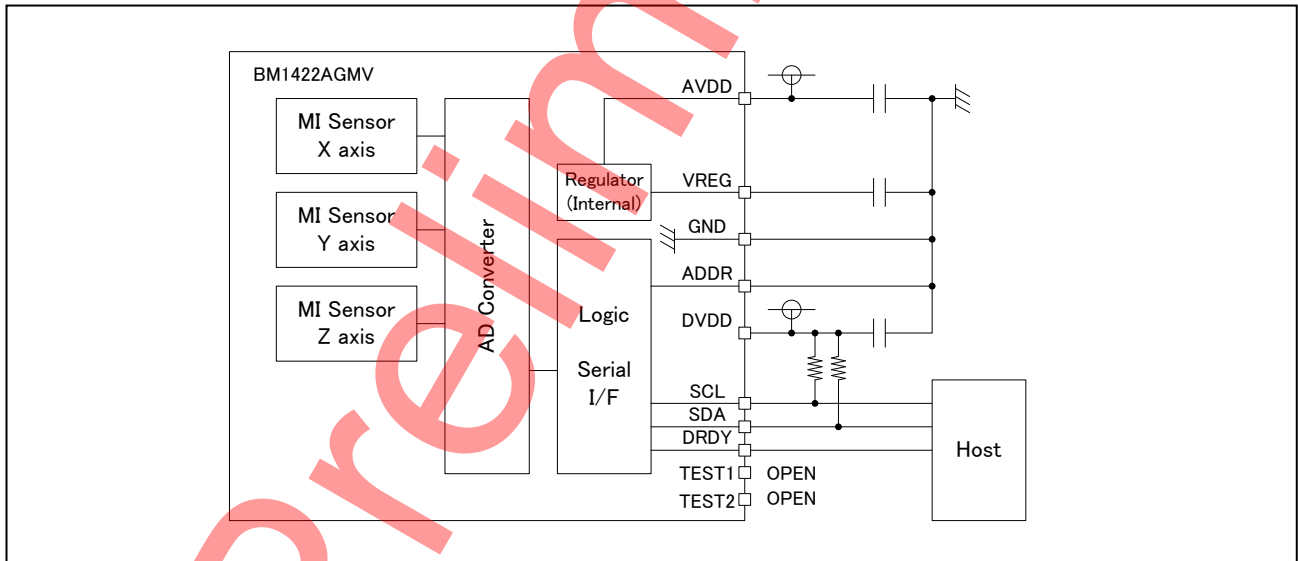 BM1422AGMV
MI Sensor
X axis
MI Sensor
Y axis
MI Sensor
Z axis
AD Converter
Regulator
(Internal)
Logic
Serial
I/F
AVDD
VREG
GND
ADDR
DVDD
SCL
SDA
DRDY
TEST1
OPEN
TEST2
OPEN
Host
Prelim